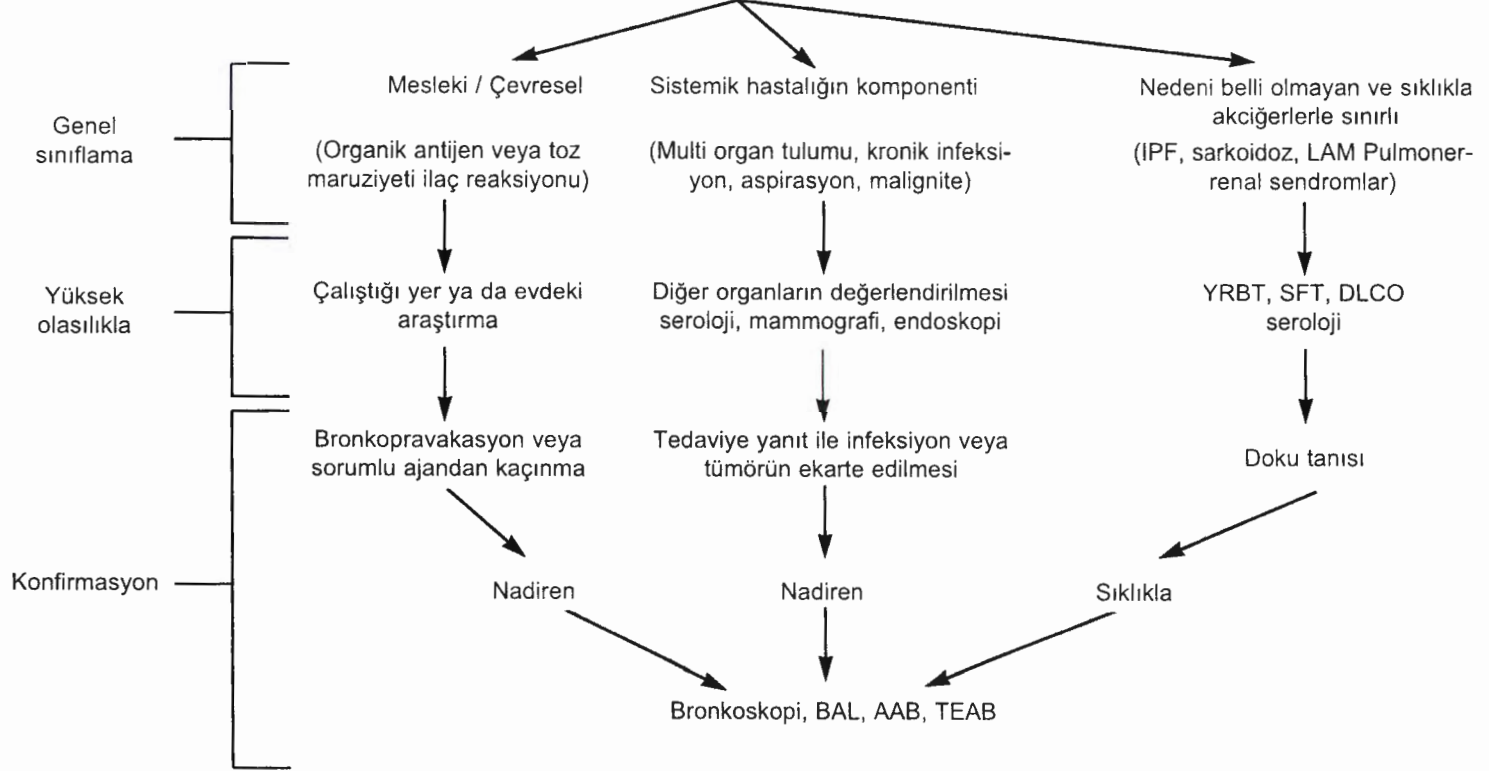 Genel
sınıflama
Mesleki / Çevresel
(Organik antijen veya toz
maruziyeti ilaç reaksiyonu)
Sistemik hastalığın komponenti
(Multi organ tulumu, kronik infeksi-
yon, aspirasyon, malignite)
Nedeni belli olmayan ve sıklıkla
akciğerlerle sınırlı
(IPF, sarkoidoz, LAM Pulmoner-
renal sendromlar)
Yüksek
olasılıkla
Çalıştığı yer ya da evdeki
araştırma
Diğer organların değerlendirilmesi
seroloji, mammografi, endoskopi
YRBT, SFT, DLCO
seroloji
Konfirmasyon
Bronkopravakasyon veya
sorumlu ajandan kaçınma
Tedaviye yanıt ile infeksiyon veya
tümörün ekarte edilmesi
Doku tanısı
Nadiren
Nadiren
Sıklıkla
Bronkoskopi, BAL, AAB, TEAB